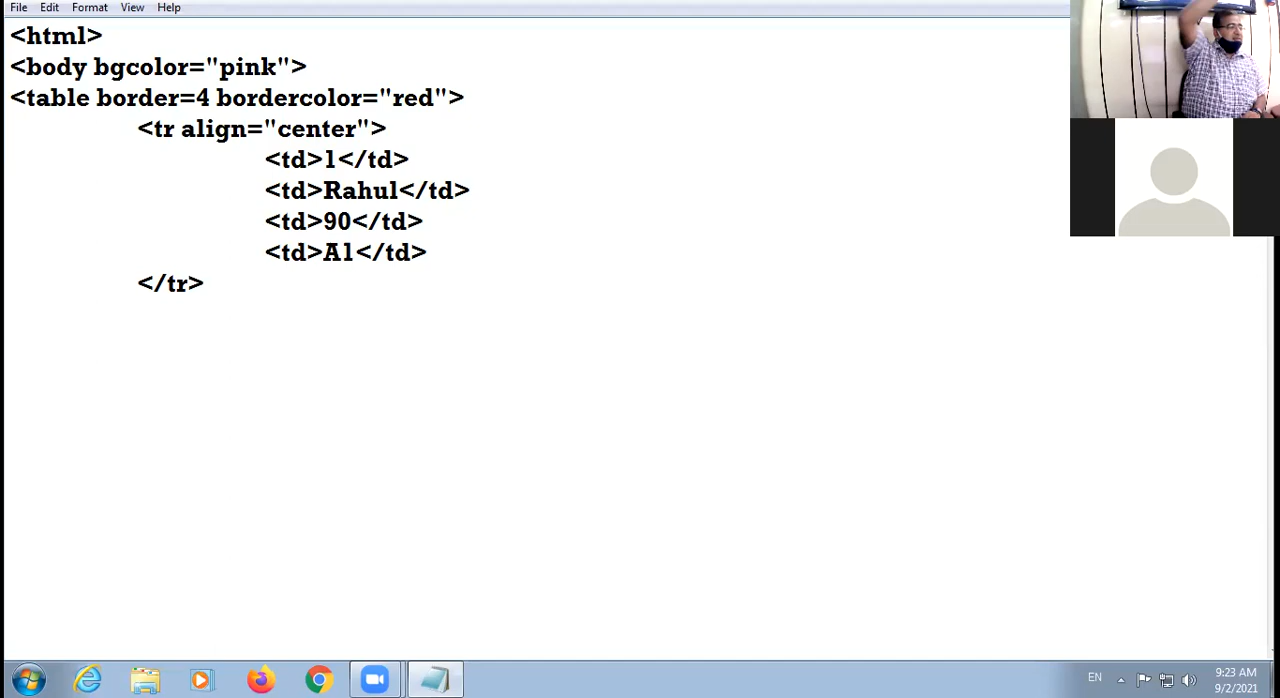 File Edit Format View Help
<html>
<body bgcolor="pink">
<table border=4 bordercolor="red">
<tr align="center">
<td>1</td>
<td>Rahul</td>
<td>90</td>
<td>A1</td>
</tr>
EN
9:23 AM
9/2/2021